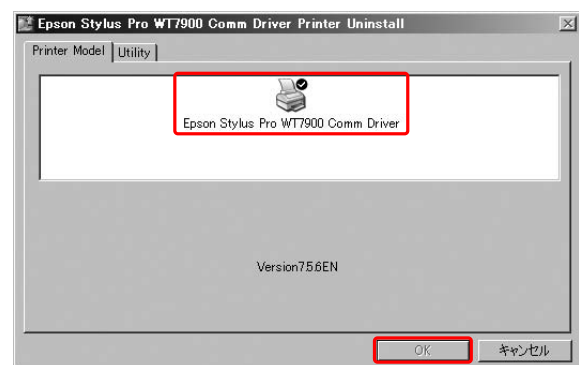 Epson Stylus Pro WT7900 Comm Driver Printer Uninstall
Printer Model Utility
Epson Stylus Pro WT7900 Comm Driver
Version7.5.6EN
OK キャンセル